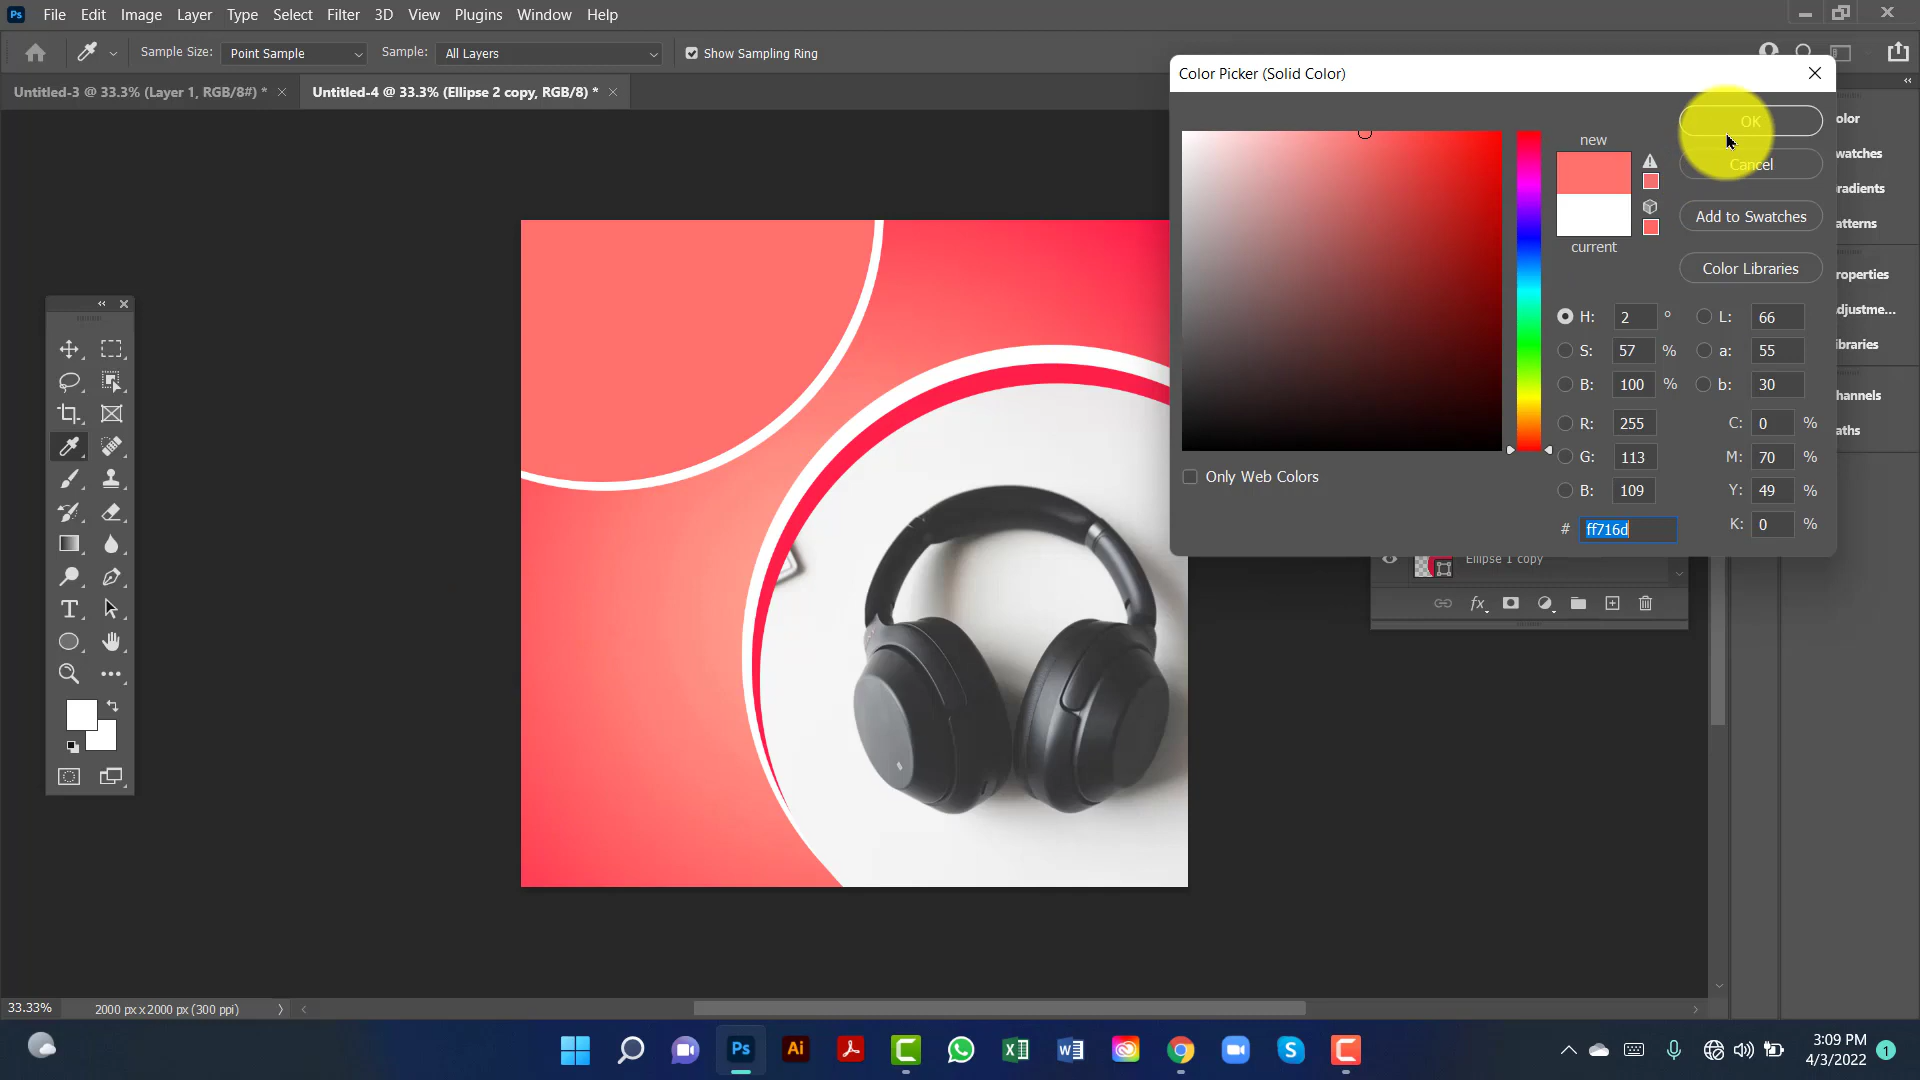 Ps File Edit Image Layer Type Select Filter 3D View Plugins Window Help
Sample Size: Point Sample Sample: All Layers Show Sampling Ring
Untitled-3 @ 33.3% (Layer 1, RGB/8#) * Untitled-4 @ 33.3% (Ellipse 2 copy, RGB/8) *
Color Picker (Solid Color)
new
current
OK
Cancel
Add to Swatches
Color Libraries
H: 2 ° L: 66
S: 57 % a: 55
B: 100 % b: 30
R: 255 C: 0 %
G: 113 M: 70 %
B: 109 Y: 49 %
# ff716d K: 0 %
Only Web Colors
olor
watches
radients
atterns
roperties
djustme...
ibraries
hannels
aths
Ellipse 1 copy
fx
T
33.33% 2000 px x 2000 px (300 ppi)
Ps Ai
3:09 PM
4/3/2022 1